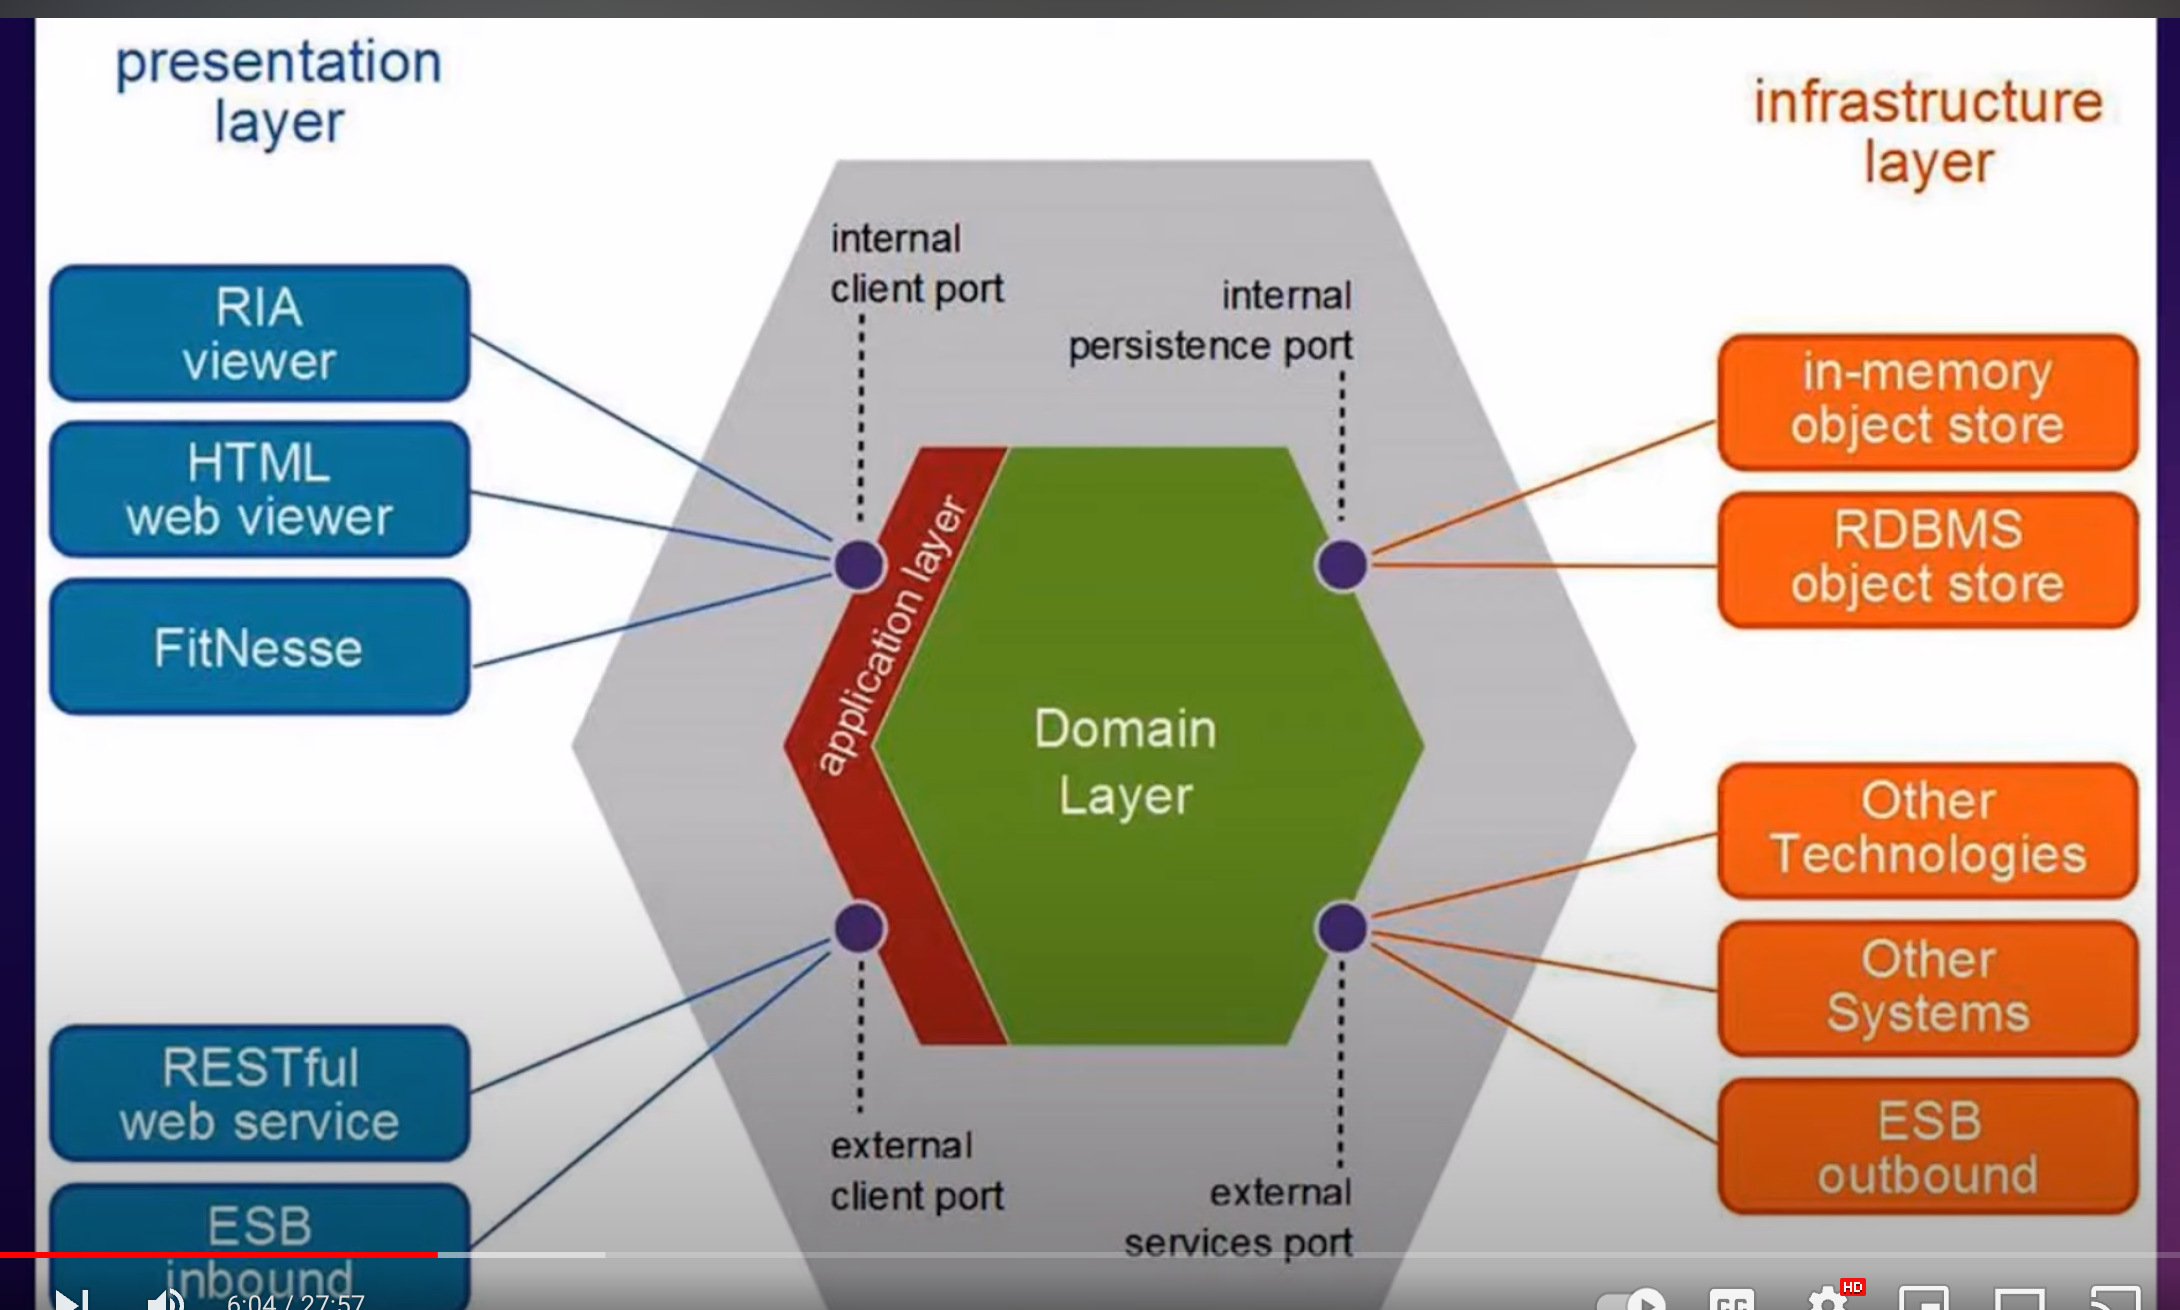 presentation
layer
infrastructure
layer
internal
client port
internal
persistence port
RIA
viewer
HTML
web viewer
FitNesse
in-memory
object store
RDBMS
object store
application layer
Domain
Layer
Other
Technologies
Other
Systems
ESB
outbound
RESTful
web service
ESB
inbound
external
client port
external
services port
6:04 / 27:57
CC
HD